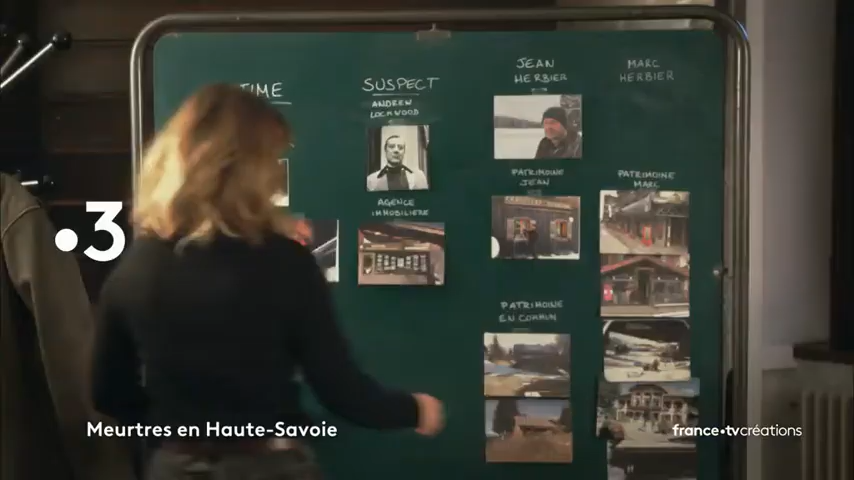 TIME
SUSPECT
ANDREW
LOCKWOOD
AGENCE
IMMOBILIERE
JEAN
HERBIER
PATRIMOINE
JEAN
PATRIMOINE
EN COMMUN
MARC
HERBIER
PATRIMOINE
MARC
•3
Meurtres en Haute-Savoie
france•tvcréations